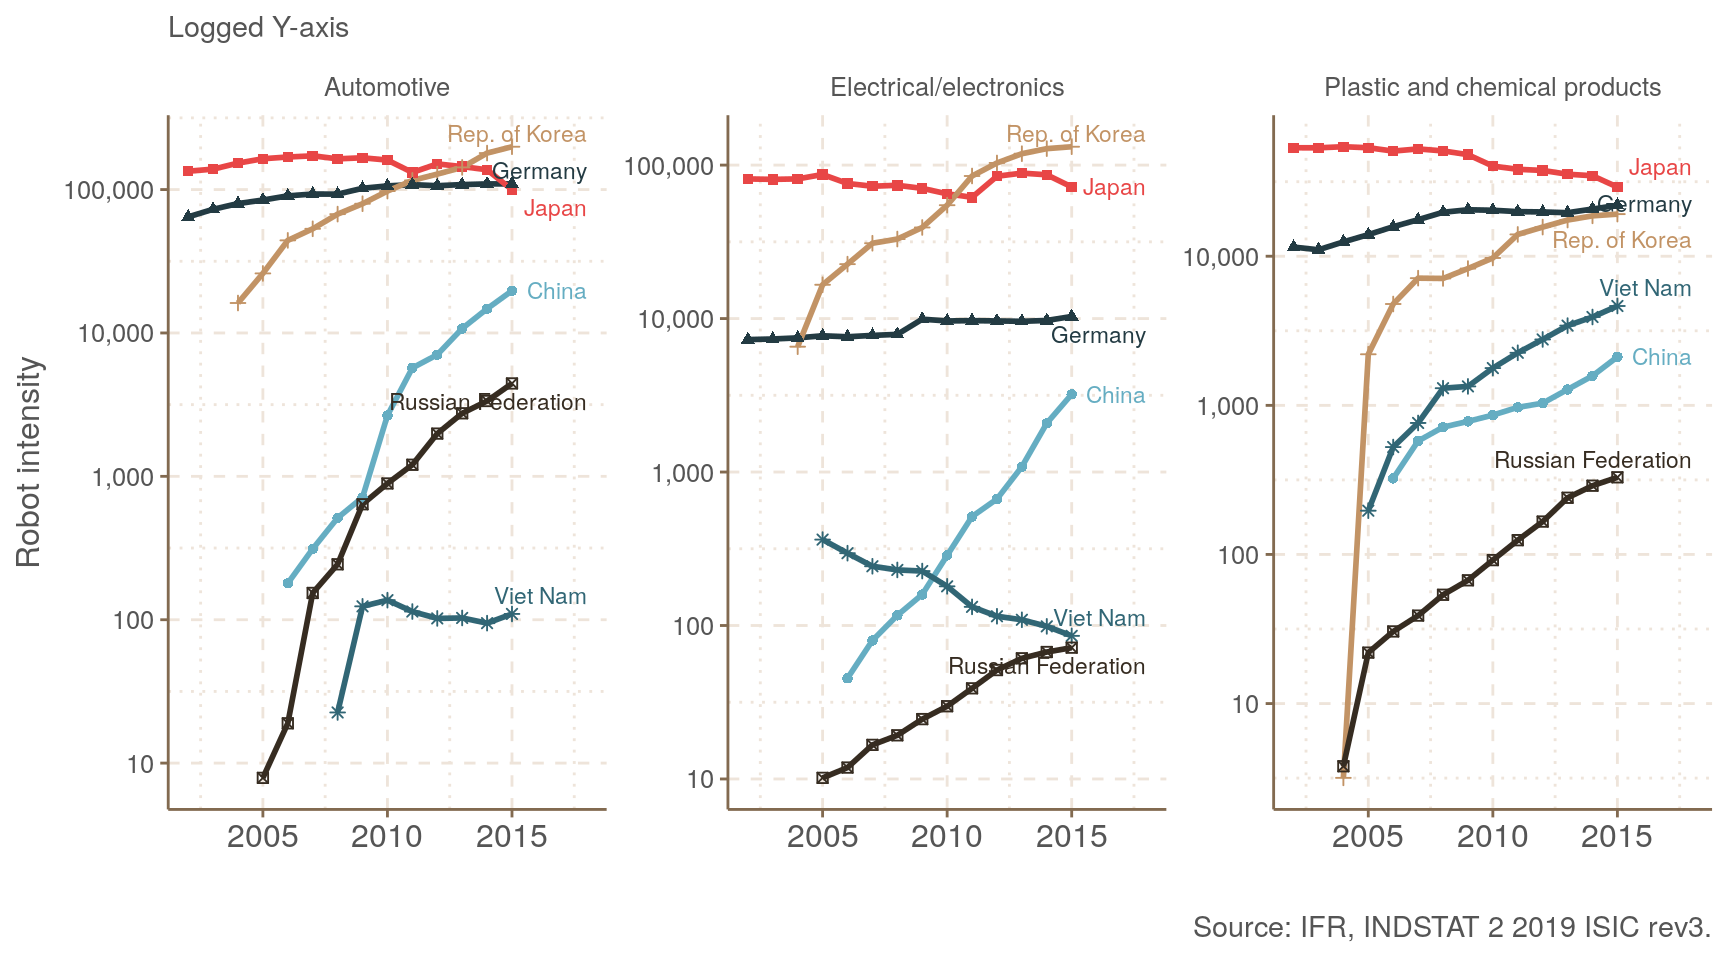 Logged Y-axis
Automotive
Electrical/electronics
Plastic and chemical products
Robot intensity
100,000
10,000
1,000
100
10
Rep. of Korea
Germany
Japan
China
Russian Federation
Viet Nam
2005 2010 2015
100,000
10,000
1,000
100
10
Rep. of Korea
Japan
Germany
China
Viet Nam
Russian Federation
2005 2010 2015
10,000
1,000
100
10
Japan
Germany
Rep. of Korea
Viet Nam
China
Russian Federation
2005 2010 2015
Source: IFR, INDSTAT 2 2019 ISIC rev3.